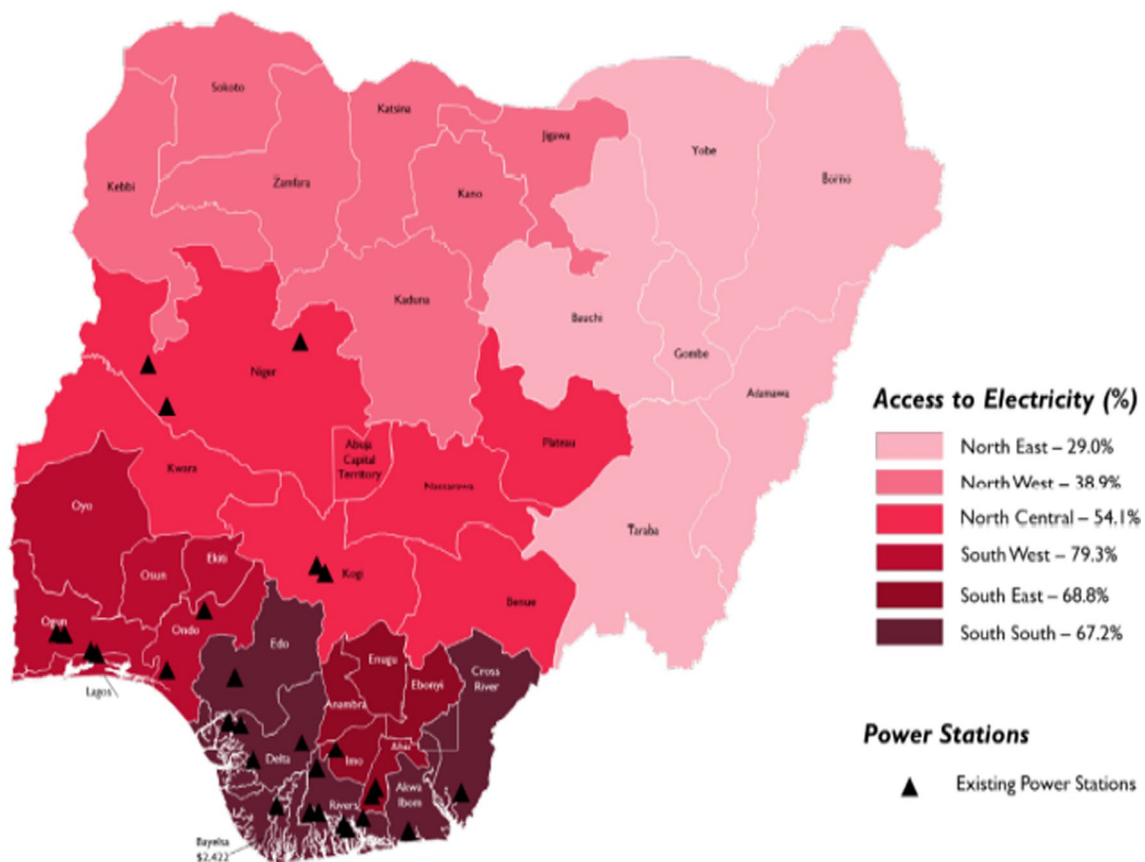 Sokoto
Katsina
Jigawa
Yobe
Borno
Kebbi
Zamfara
Kano
Kaduna
Bauchi
Gombe
Adamawa
Niger
Plateau
Abuja
Capital
Territory
Nassarawa
Kwara
Taraba
Oyo
Kogi
Benue
Osun
Ekiti
Ogun
Ondo
Lagos
Edo
Enugu
Ebonyi
Cross
River
Anambra
Delta
Imo
Abia
Rivers
Akwa
Ibom
Bayelsa
$2,422
Access to Electricity (%)
North East – 29.0%
North West – 38.9%
North Central – 54.1%
South West – 79.3%
South East – 68.8%
South South – 67.2%
Power Stations
Existing Power Stations